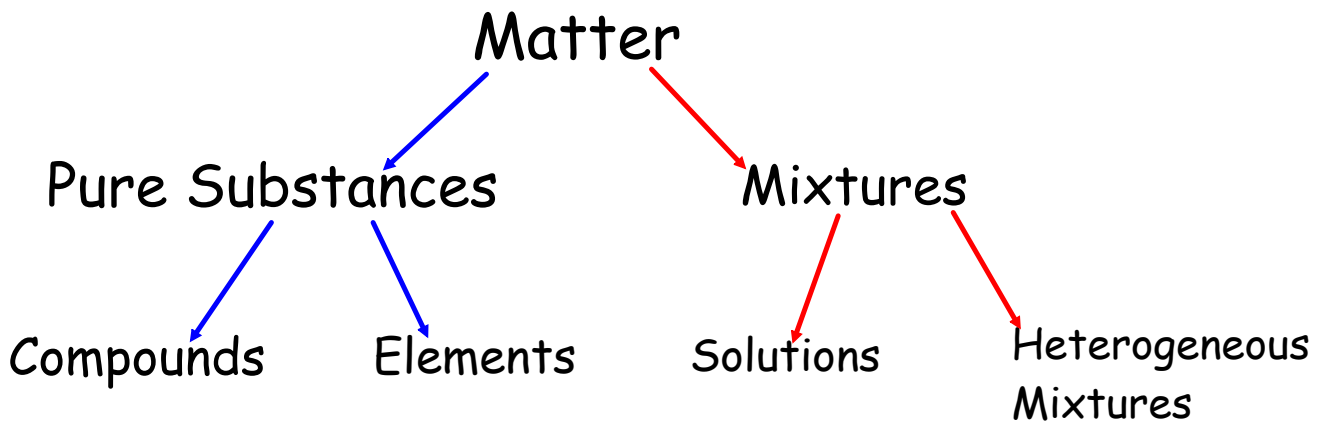 Matter
Pure Substances
Mixtures
Compounds
Elements
Solutions
Heterogeneous
Mixtures